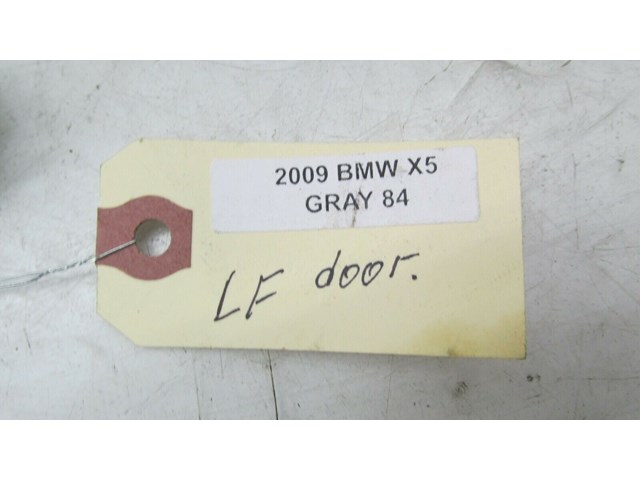 2009 BMW X5
GRAY 84
LF door.